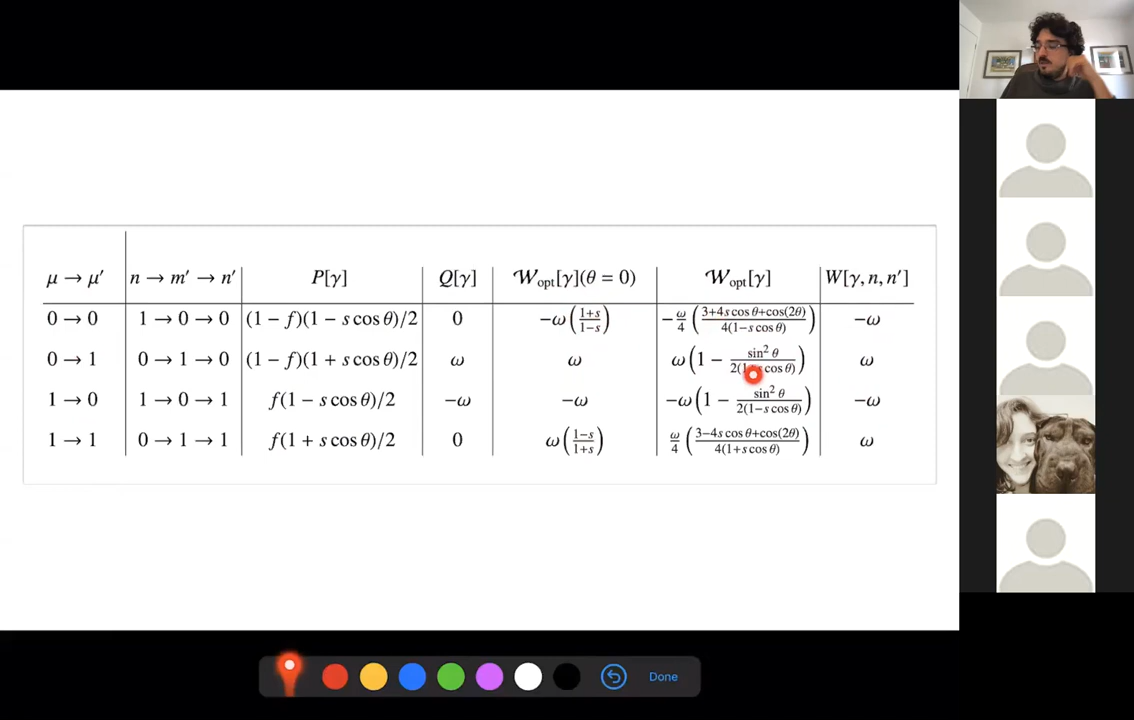 μ → μ′ n → m′ → n′ P[γ] Q[γ] 𝒲opt[γ](θ = 0) 𝒲opt[γ] W[γ, n, n′]
0 → 0 1 → 0 → 0 (1 − f)(1 − s cos θ)/2 0 −ω((1+s)/(1−s)) −ω/4((3+4s cos θ+cos(2θ))/(4(1−s cos θ))) −ω
0 → 1 0 → 1 → 0 (1 − f)(1 + s cos θ)/2 ω ω ω(1 − sin² θ/(2(1+s cos θ))) ω
1 → 0 1 → 0 → 1 f(1 − s cos θ)/2 −ω −ω −ω(1 − sin² θ/(2(1−s cos θ))) −ω
1 → 1 0 → 1 → 1 f(1 + s cos θ)/2 0 ω((1−s)/(1+s)) ω/4((3−4s cos θ+cos(2θ))/(4(1+s cos θ))) ω
Done